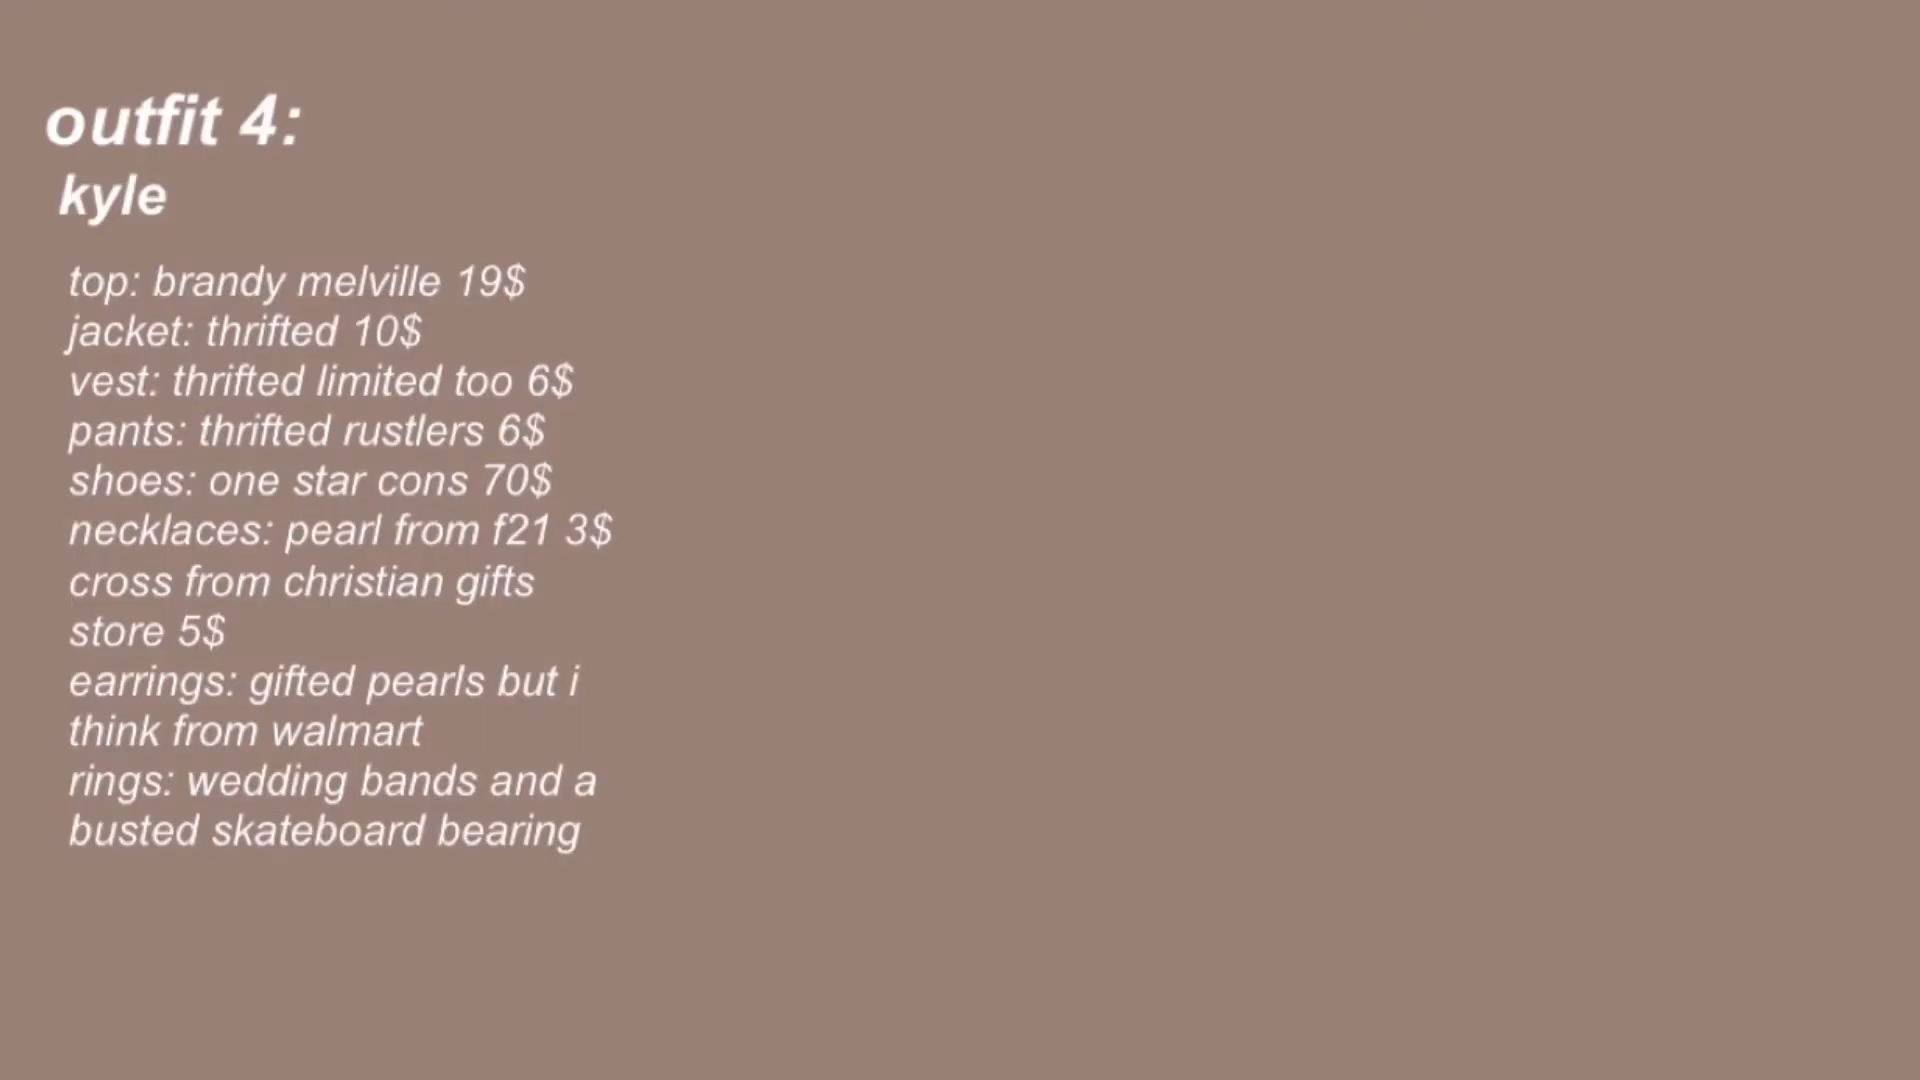 outfit 4:
kyle
top: brandy melville 19$
jacket: thrifted 10$
vest: thrifted limited too 6$
pants: thrifted rustlers 6$
shoes: one star cons 70$
necklaces: pearl from f21 3$
cross from christian gifts
store 5$
earrings: gifted pearls but i
think from walmart
rings: wedding bands and a
busted skateboard bearing